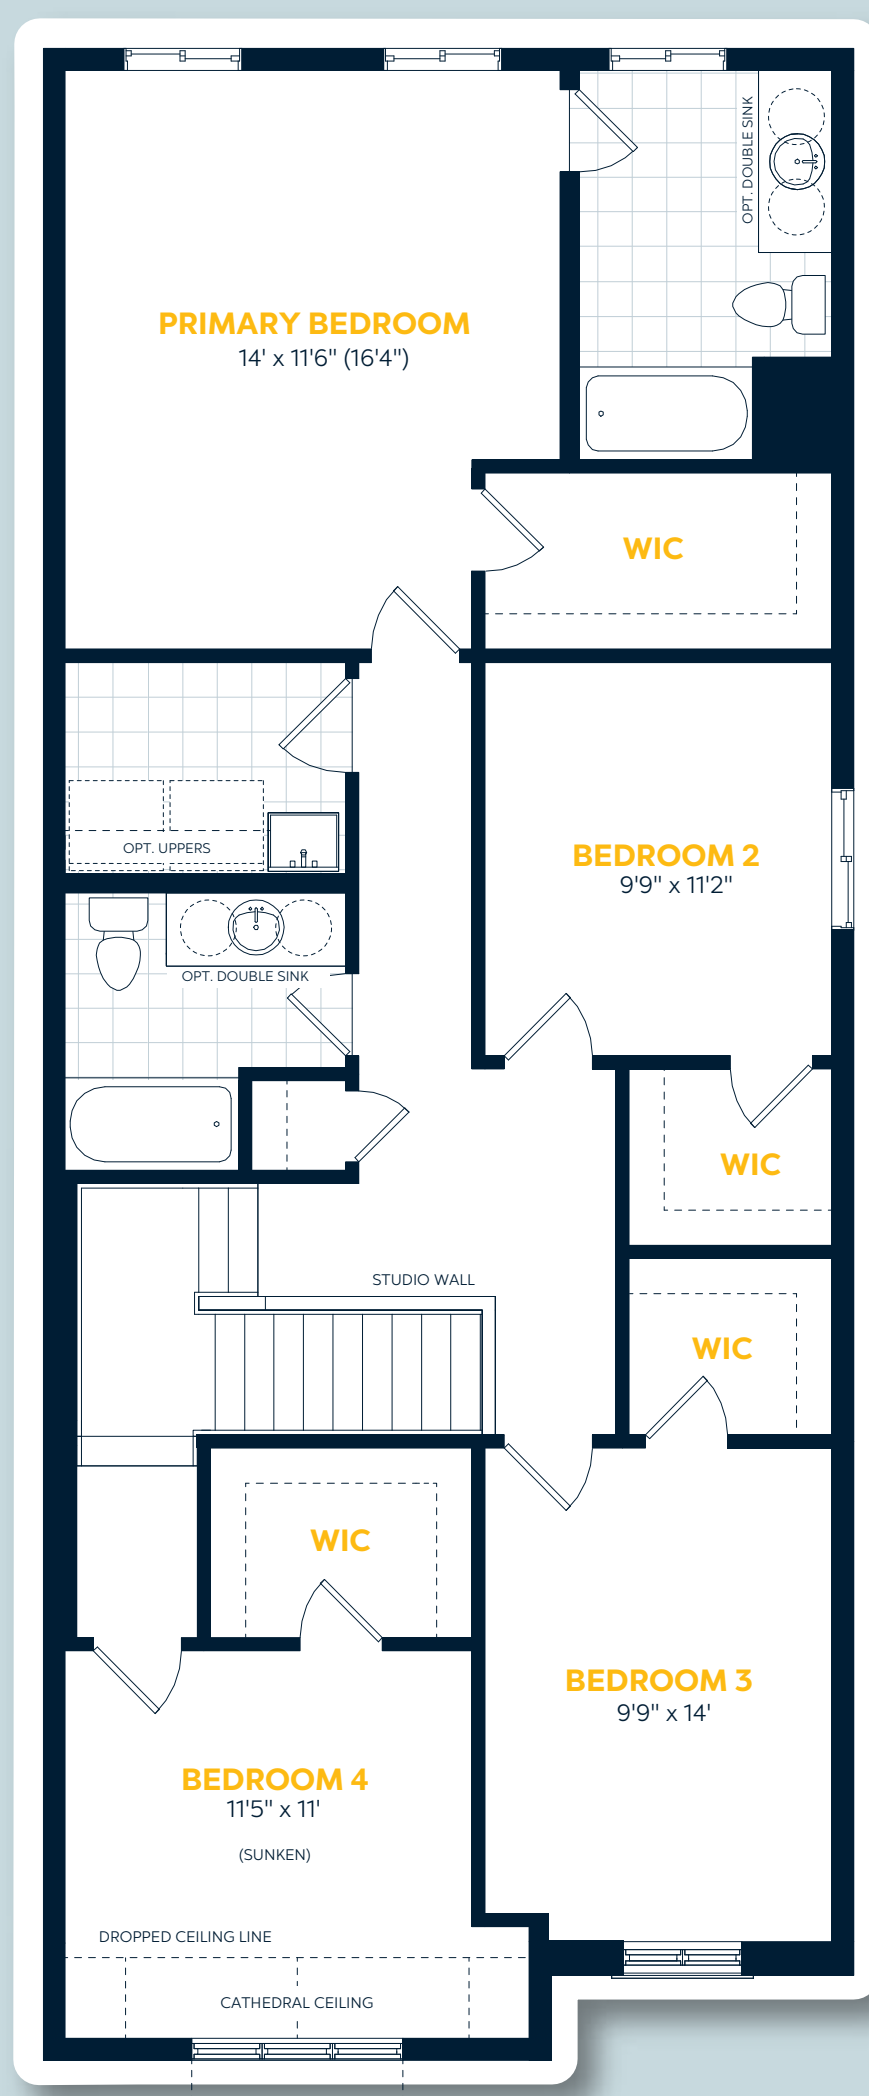 OPT. DOUBLE SINK
PRIMARY BEDROOM
14' x 11'6" (16'4")
WIC
OPT. UPPERS
BEDROOM 2
9'9" x 11'2"
OPT. DOUBLE SINK
WIC
STUDIO WALL
WIC
WIC
BEDROOM 3
9'9" x 14'
BEDROOM 4
11'5" x 11'
(SUNKEN)
DROPPED CEILING LINE
CATHEDRAL CEILING